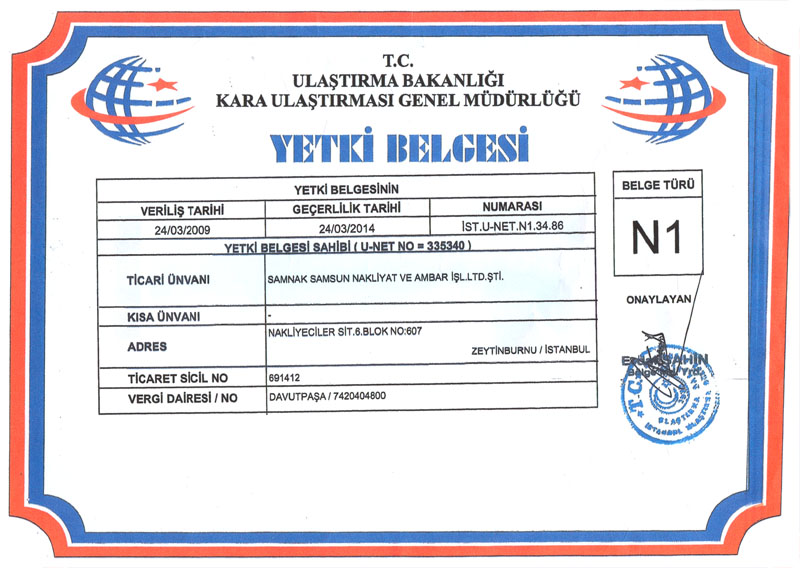 T.C.
ULAŞTIRMA BAKANLIĞI
KARA ULAŞTIRMASI GENEL MÜDÜRLÜĞÜ
YETKİ BELGESİ
YETKİ BELGESİNİN
VERİLİŞ TARİHİ GEÇERLİLİK TARİHİ NUMARASI
24/03/2009 24/03/2014 İST.U-NET.N1.34.86
YETKİ BELGESİ SAHİBİ ( U-NET NO = 335340 )
TİCARİ ÜNVANI SAMNAK SAMSUN NAKLİYAT VE AMBAR İŞL.LTD.ŞTİ.
KISA ÜNVANI -
ADRES NAKLİYECİLER SİT.6.BLOK NO:607
ZEYTİNBURNU / İSTANBUL
TİCARET SİCİL NO 691412
VERGİ DAİRESİ / NO DAVUTPAŞA / 7420404800
BELGE TÜRÜ
N1
ONAYLAYAN
ŞAHİN
T.C.
ULAŞTIRMA
İSTANBUL